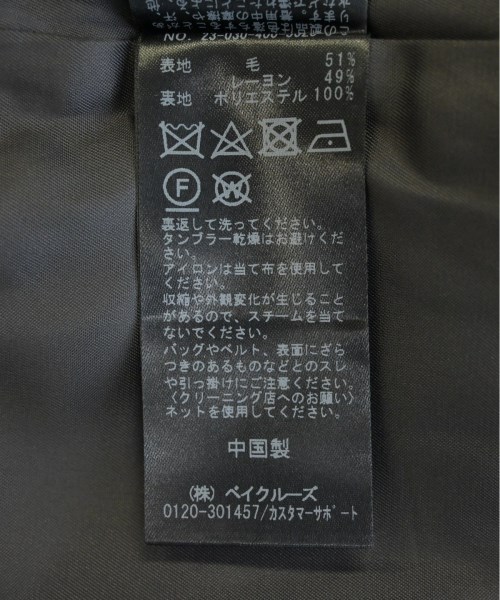 NO. 23-030-400-
表地 毛 51%
レーヨン 49%
裏地 ポリエステル 100%
F
W
裏返して洗ってください。
タンブラー乾燥はお避けくだ
さい。
アイロンは当て布を使用して
ください。
収縮や外観変化が生じること
があるので、スチームを当て
ないでください。
バッグやベルト、表面にざら
つきのあるものなどとのスレ
や引っ掛けにご注意ください。
〈クリーニング店へのお願い〉
ネットを使用してください。
中国製
(株) ベイクルーズ
0120-301457/カスタマーサポート